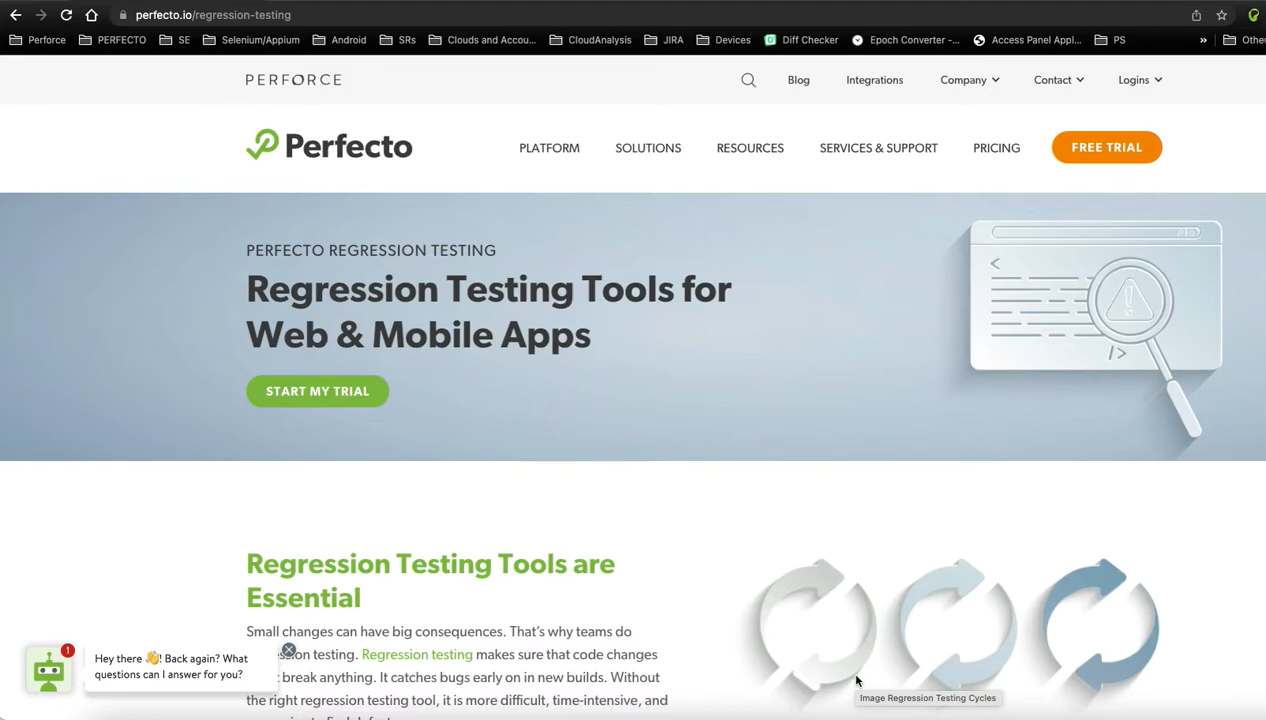 perfecto.io/regression-testing
Perforce PERFECTO SE Selenium/Appium Android SRs Clouds and Accou... CloudAnalysis JIRA Devices Diff Checker Epoch Converter -... Access Panel Appl... PS » Othe
PERFORCE Blog Integrations Company Contact Logins
Perfecto PLATFORM SOLUTIONS RESOURCES SERVICES & SUPPORT PRICING FREE TRIAL
PERFECTO REGRESSION TESTING
Regression Testing Tools for
Web & Mobile Apps
START MY TRIAL
Regression Testing Tools are
Essential
Small changes can have big consequences. That’s why teams do
ssion testing. Regression testing makes sure that code changes
t break anything. It catches bugs early on in new builds. Without
the right regression testing tool, it is more difficult, time-intensive, and
1
Hey there 👋! Back again? What
questions can I answer for you?
Image Regression Testing Cycles